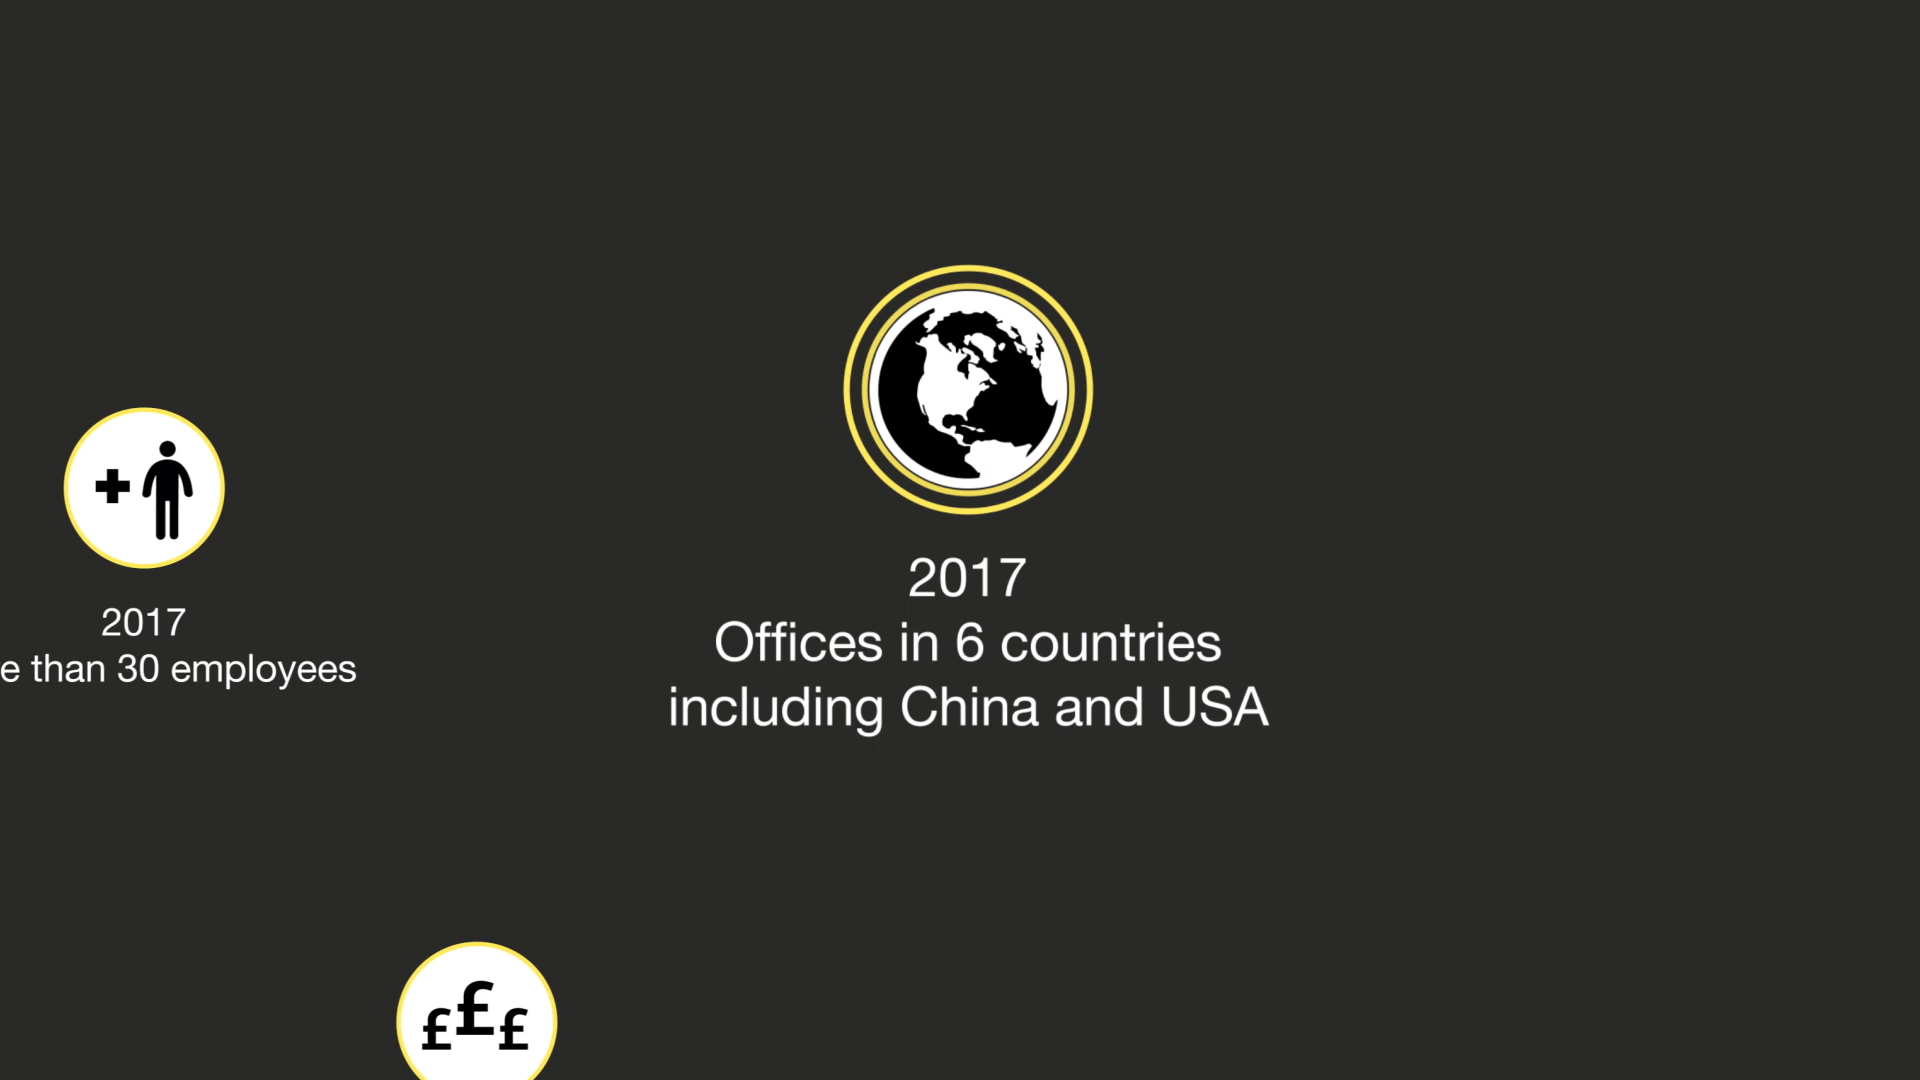 2017
Offices in 6 countries
including China and USA
2017
than 30 employees
£££